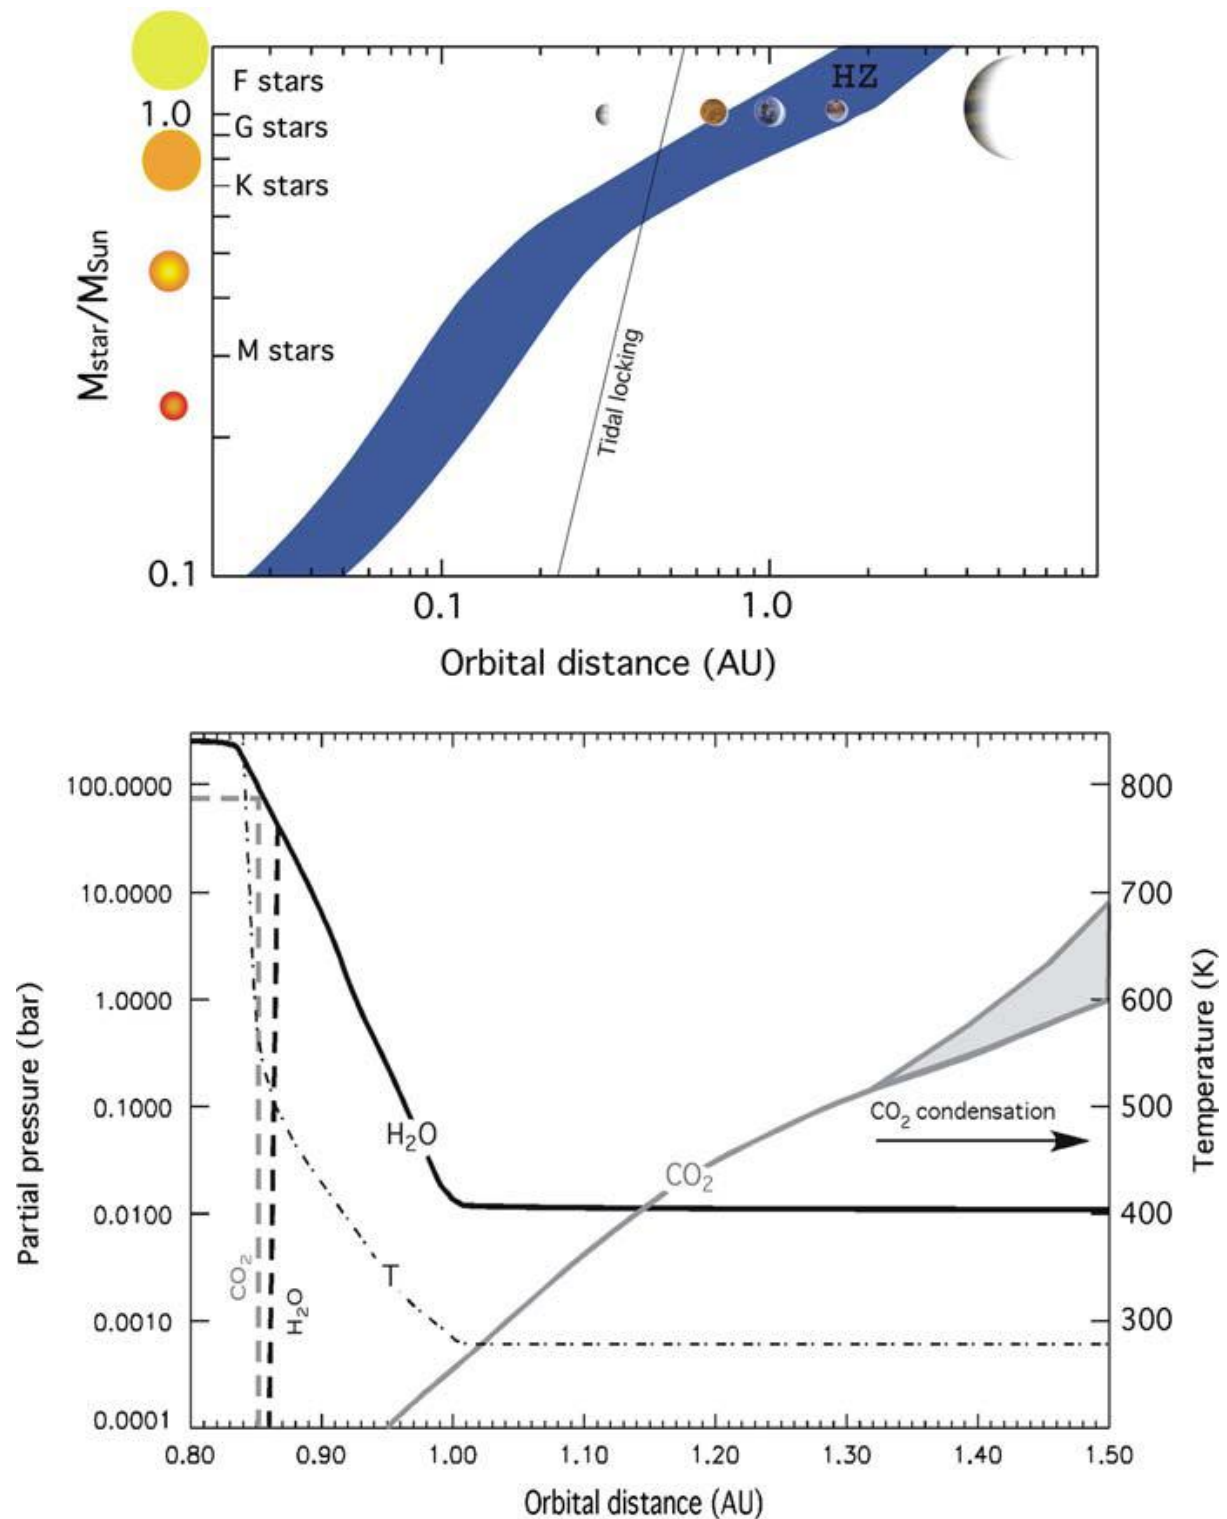 F stars
HZ
1.0
G stars
K stars
Mstar/MSun
M stars
Tidal locking
0.1
0.1
1.0
Orbital distance (AU)
100.0000
800
10.0000
700
1.0000
600
Partial pressure (bar)
Temperature (K)
0.1000
CO₂ condensation
500
H₂O
CO₂
0.0100
400
T
CO₂
H₂O
0.0010
300
0.0001
0.80
0.90
1.00
1.10
1.20
1.30
1.40
1.50
Orbital distance (AU)